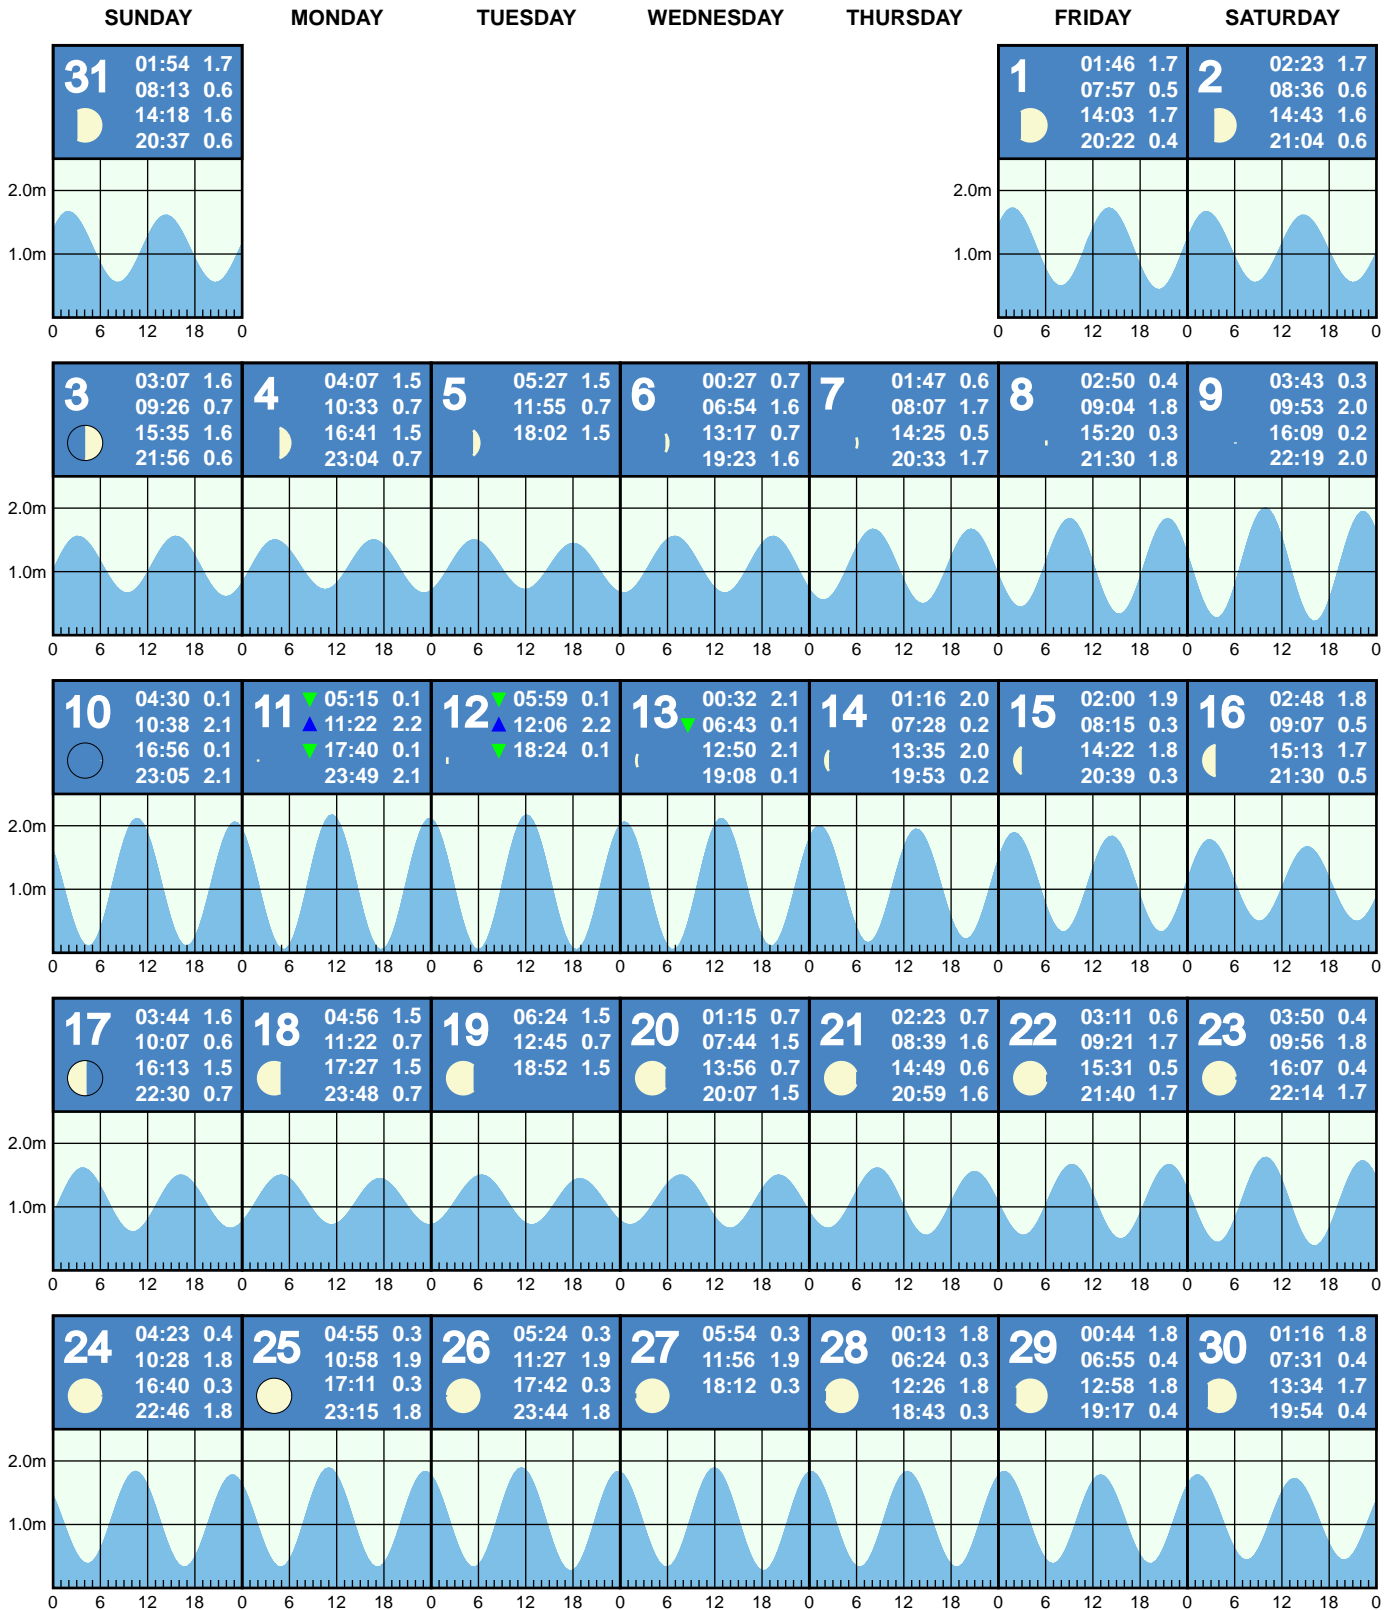 SUNDAY MONDAY TUESDAY WEDNESDAY THURSDAY FRIDAY SATURDAY
31 01:54 1.7
08:13 0.6
14:18 1.6
20:37 0.6
1 01:46 1.7
07:57 0.5
14:03 1.7
20:22 0.4
2 02:23 1.7
08:36 0.6
14:43 1.6
21:04 0.6
2.0m 2.0m
1.0m 1.0m
0 6 12 18 0 0 6 12 18 0 6 12 18 0
3 03:07 1.6
09:26 0.7
15:35 1.6
21:56 0.6
4 04:07 1.5
10:33 0.7
16:41 1.5
23:04 0.7
5 05:27 1.5
11:55 0.7
18:02 1.5
6 00:27 0.7
06:54 1.6
13:17 0.7
19:23 1.6
7 01:47 0.6
08:07 1.7
14:25 0.5
20:33 1.7
8 02:50 0.4
09:04 1.8
15:20 0.3
21:30 1.8
9 03:43 0.3
09:53 2.0
16:09 0.2
22:19 2.0
2.0m
1.0m
0 6 12 18 0 6 12 18 0 6 12 18 0 6 12 18 0 6 12 18 0 6 12 18 0 6 12 18 0
10 04:30 0.1
10:38 2.1
16:56 0.1
23:05 2.1
11 05:15 0.1
11:22 2.2
17:40 0.1
23:49 2.1
12 05:59 0.1
12:06 2.2
18:24 0.1
13 00:32 2.1
06:43 0.1
12:50 2.1
19:08 0.1
14 01:16 2.0
07:28 0.2
13:35 2.0
19:53 0.2
15 02:00 1.9
08:15 0.3
14:22 1.8
20:39 0.3
16 02:48 1.8
09:07 0.5
15:13 1.7
21:30 0.5
2.0m
1.0m
0 6 12 18 0 6 12 18 0 6 12 18 0 6 12 18 0 6 12 18 0 6 12 18 0 6 12 18 0
17 03:44 1.6
10:07 0.6
16:13 1.5
22:30 0.7
18 04:56 1.5
11:22 0.7
17:27 1.5
23:48 0.7
19 06:24 1.5
12:45 0.7
18:52 1.5
20 01:15 0.7
07:44 1.5
13:56 0.7
20:07 1.5
21 02:23 0.7
08:39 1.6
14:49 0.6
20:59 1.6
22 03:11 0.6
09:21 1.7
15:31 0.5
21:40 1.7
23 03:50 0.4
09:56 1.8
16:07 0.4
22:14 1.7
2.0m
1.0m
0 6 12 18 0 6 12 18 0 6 12 18 0 6 12 18 0 6 12 18 0 6 12 18 0 6 12 18 0
24 04:23 0.4
10:28 1.8
16:40 0.3
22:46 1.8
25 04:55 0.3
10:58 1.9
17:11 0.3
23:15 1.8
26 05:24 0.3
11:27 1.9
17:42 0.3
23:44 1.8
27 05:54 0.3
11:56 1.9
18:12 0.3
28 00:13 1.8
06:24 0.3
12:26 1.8
18:43 0.3
29 00:44 1.8
06:55 0.4
12:58 1.8
19:17 0.4
30 01:16 1.8
07:31 0.4
13:34 1.7
19:54 0.4
2.0m
1.0m
0 6 12 18 0 6 12 18 0 6 12 18 0 6 12 18 0 6 12 18 0 6 12 18 0 6 12 18 0